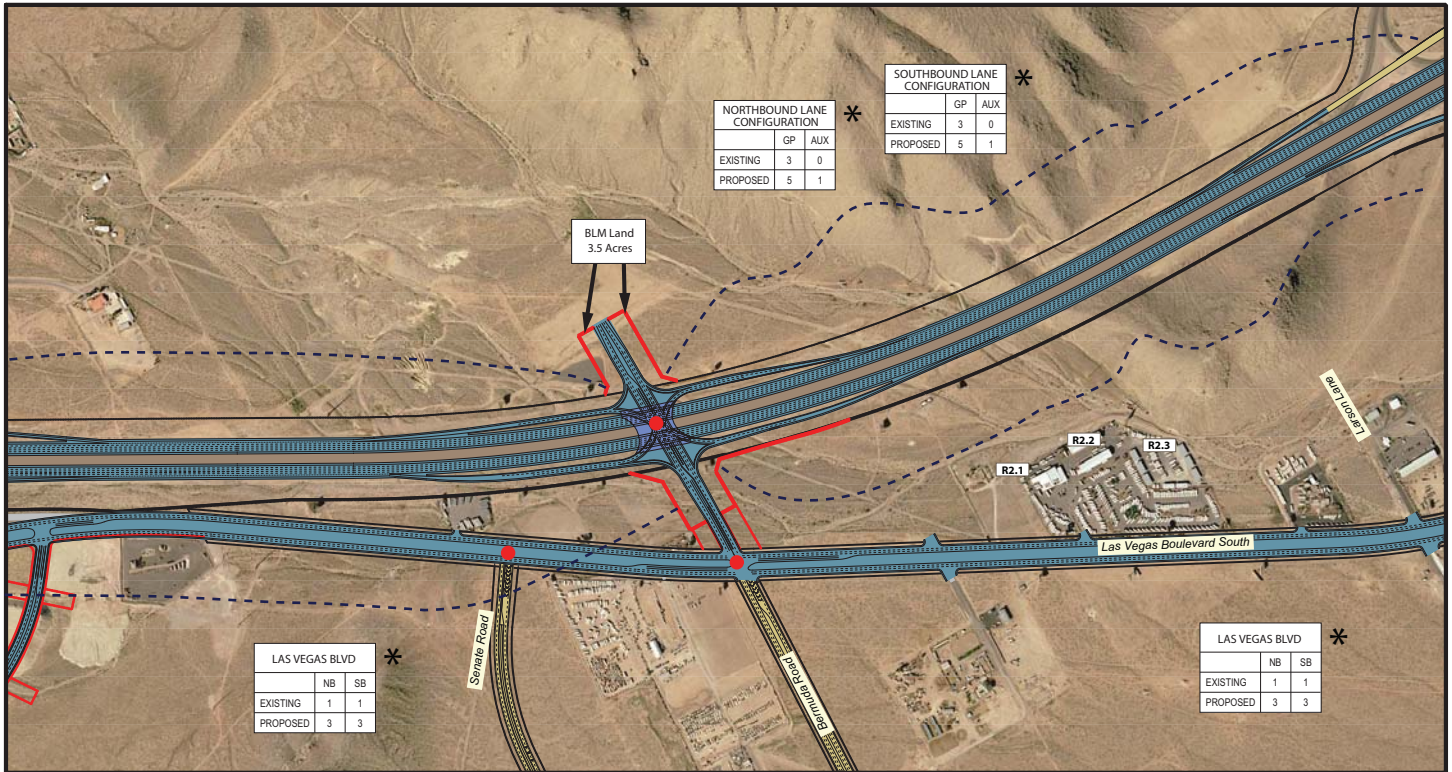 SOUTHBOUND LANE
CONFIGURATION
GP AUX
EXISTING 3 0
PROPOSED 5 1
*
NORTHBOUND LANE
CONFIGURATION
GP AUX
EXISTING 3 0
PROPOSED 5 1
*
BLM Land
3.5 Acres
Larson Lane
R2.1
R2.2
R2.3
Las Vegas Boulevard South
Senate Road
Bermuda Road
LAS VEGAS BLVD
NB SB
EXISTING 1 1
PROPOSED 3 3
*
LAS VEGAS BLVD
NB SB
EXISTING 1 1
PROPOSED 3 3
*